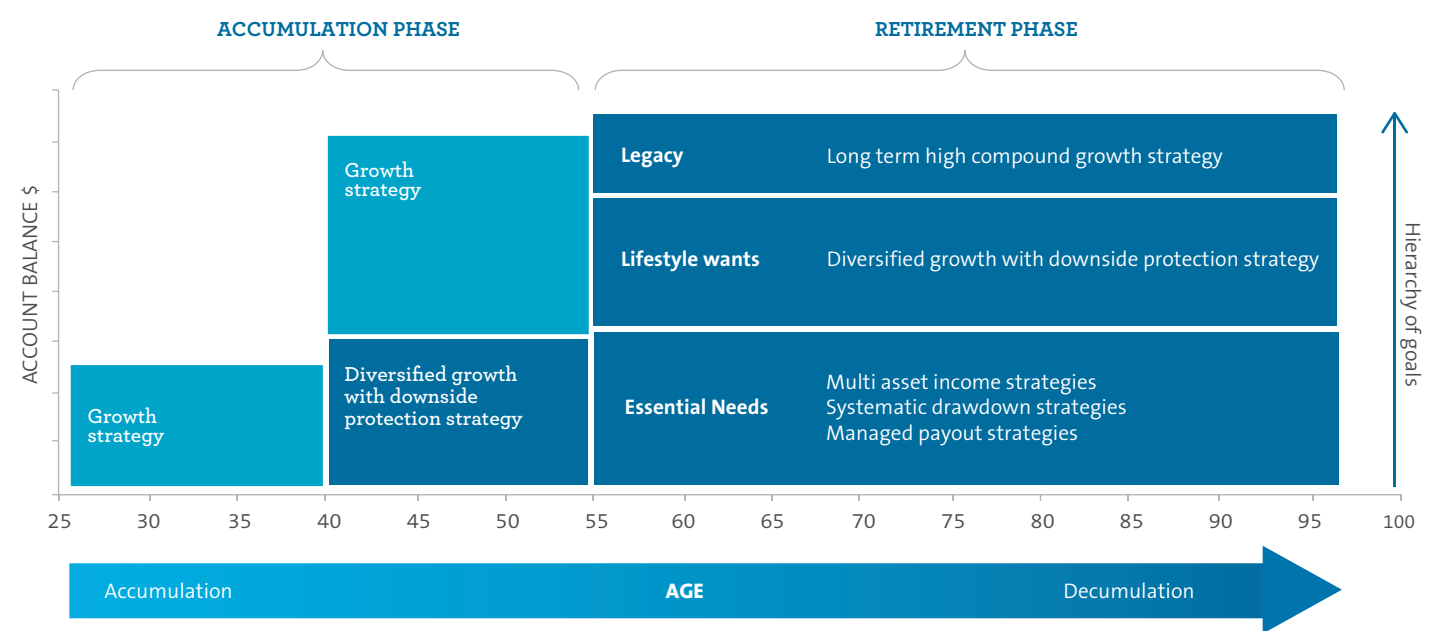 ACCUMULATION PHASE
RETIREMENT PHASE
ACCOUNT BALANCE $
Growth
strategy
Growth
strategy
Diversified growth
with downside
protection strategy
Legacy
Long term high compound growth strategy
Lifestyle wants
Diversified growth with downside protection strategy
Essential Needs
Multi asset income strategies
Systematic drawdown strategies
Managed payout strategies
Hierarchy of goals
25 30 35 40 45 50 55 60 65 70 75 80 85 90 95 100
Accumulation AGE Decumulation